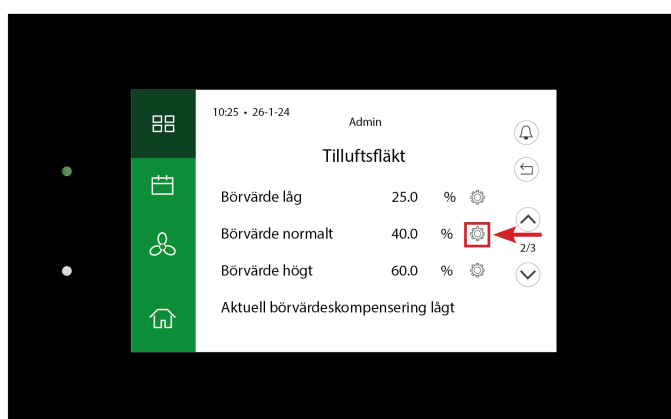 10:25 • 26-1-24
Admin
Tilluftsfläkt
Börvärde låg 25.0 %
Börvärde normalt 40.0 %
2/3
Börvärde högt 60.0 %
Aktuell börvärdeskompensering lågt